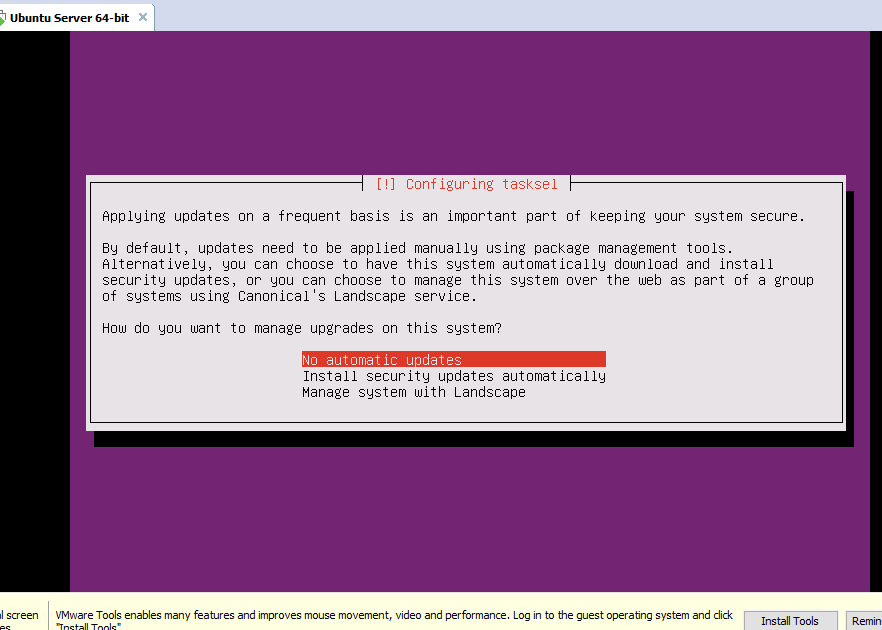 Ubuntu Server 64-bit
[!] Configuring tasksel
Applying updates on a frequent basis is an important part of keeping your system secure.
By default, updates need to be applied manually using package management tools.
Alternatively, you can choose to have this system automatically download and install
security updates, or you can choose to manage this system over the web as part of a group
of systems using Canonical's Landscape service.
How do you want to manage upgrades on this system?
No automatic updates
Install security updates automatically
Manage system with Landscape
screen
VMware Tools enables many features and improves mouse movement, video and performance. Log in to the guest operating system and click
"Install Tools"
Install Tools